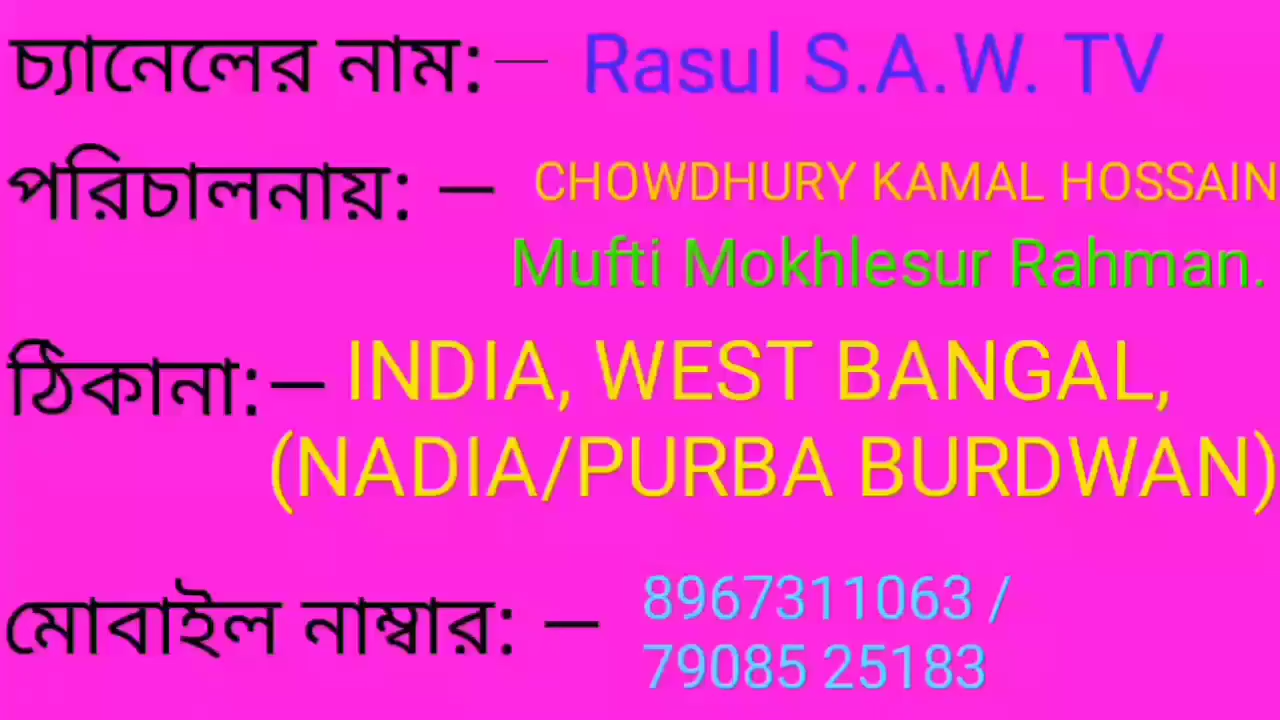 চ্যানেলের নাম:— Rasul S.A.W. TV
পরিচালনায়: — CHOWDHURY KAMAL HOSSAIN
Mufti Mokhlesur Rahman.
ঠিকানা:— INDIA, WEST BANGAL,
(NADIA/PURBA BURDWAN)
মোবাইল নাম্বার: — 8967311063 /
79085 25183